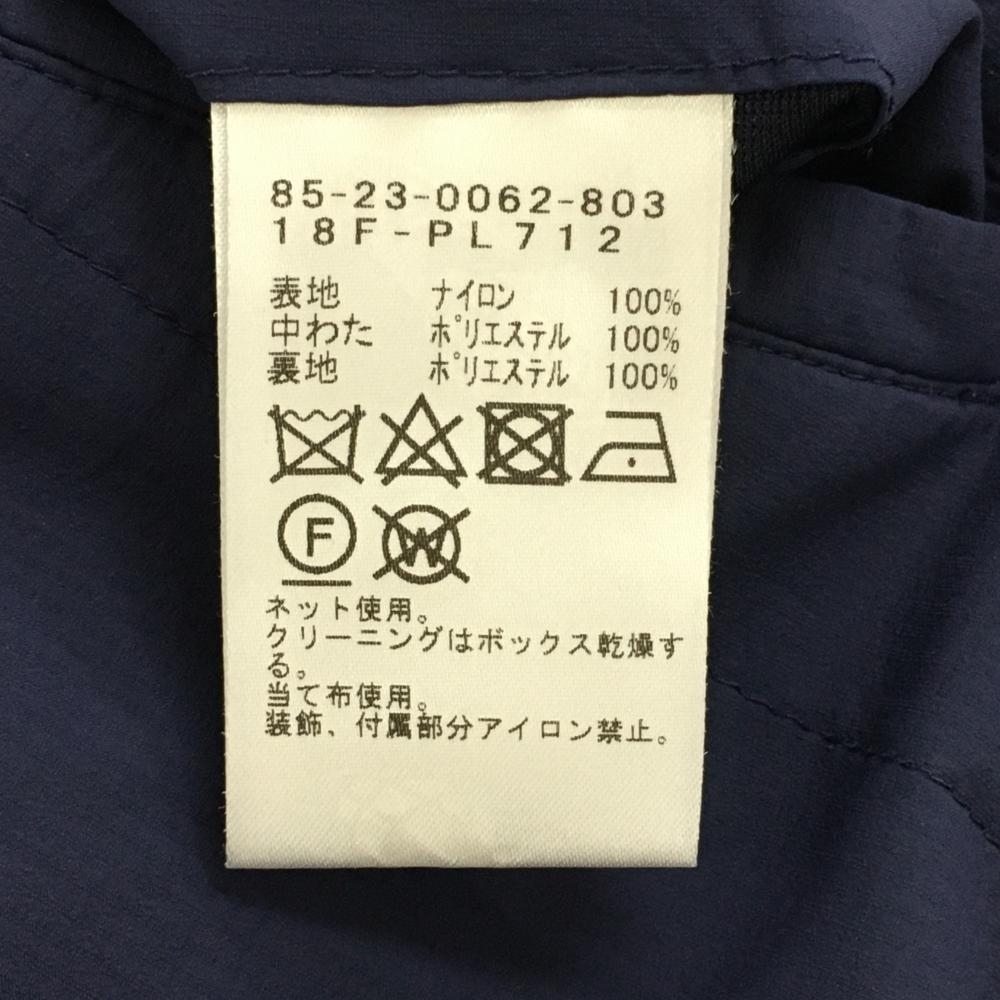 85-23-0062-803
18F-PL712
表地 ナイロン 100%
中わた ポリエステル 100%
裏地 ポリエステル 100%
F W
ネット使用。
クリーニングはボックス乾燥す
る。
当て布使用。
装飾、付属部分アイロン禁止。